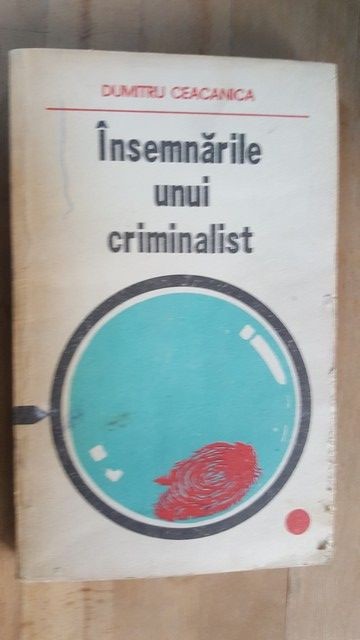 DUMITRU CEACANICA
Însemnările
unui
criminalist